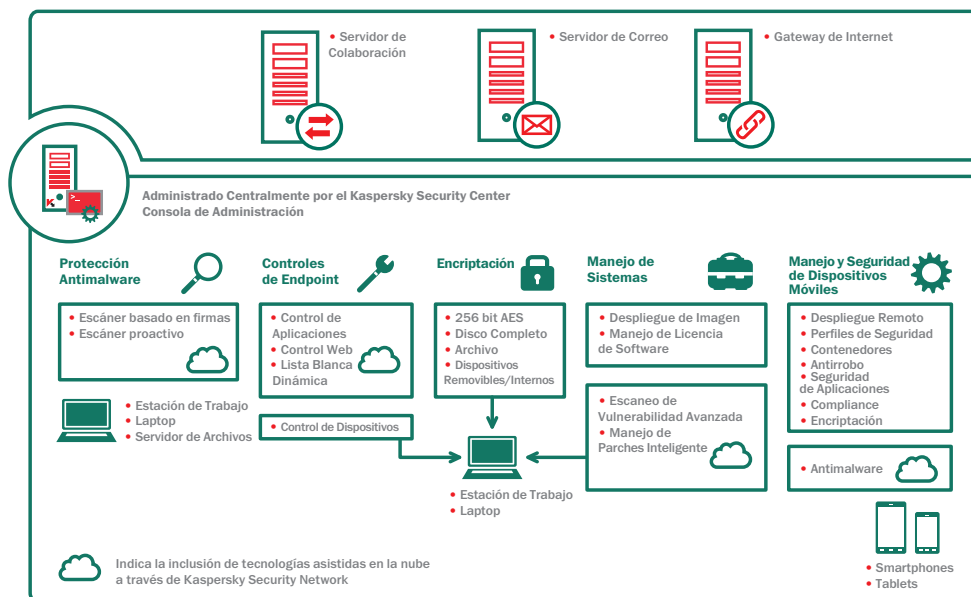 • Servidor de
Colaboración
• Servidor de Correo
• Gateway de Internet
>_
K
Administrado Centralmente por el Kaspersky Security Center
Consola de Administración
Protección
Antimalware
• Escáner basado en firmas
• Escáner proactivo
• Estación de Trabajo
• Laptop
• Servidor de Archivos
Controles
de Endpoint
• Control de
Aplicaciones
• Control Web
• Lista Blanca
Dinámica
• Control de Dispositivos
Encriptación
• 256 bit AES
• Disco Completo
• Archivo
• Dispositivos
Removibles/Internos
• Estación de Trabajo
• Laptop
Manejo de
Sistemas
• Despliegue de Imagen
• Manejo de Licencia
de Software
• Escaneo de
Vulnerabilidad Avanzada
• Manejo de
Parches Inteligente
Manejo y Seguridad
de Dispositivos
Móviles
• Despliegue Remoto
• Perfiles de Seguridad
• Contenedores
• Antirrobo
• Seguridad
de Aplicaciones
• Compliance
• Encriptación
• Antimalware
• Smartphones
• Tablets
Indica la inclusión de tecnologías asistidas en la nube
a través de Kaspersky Security Network